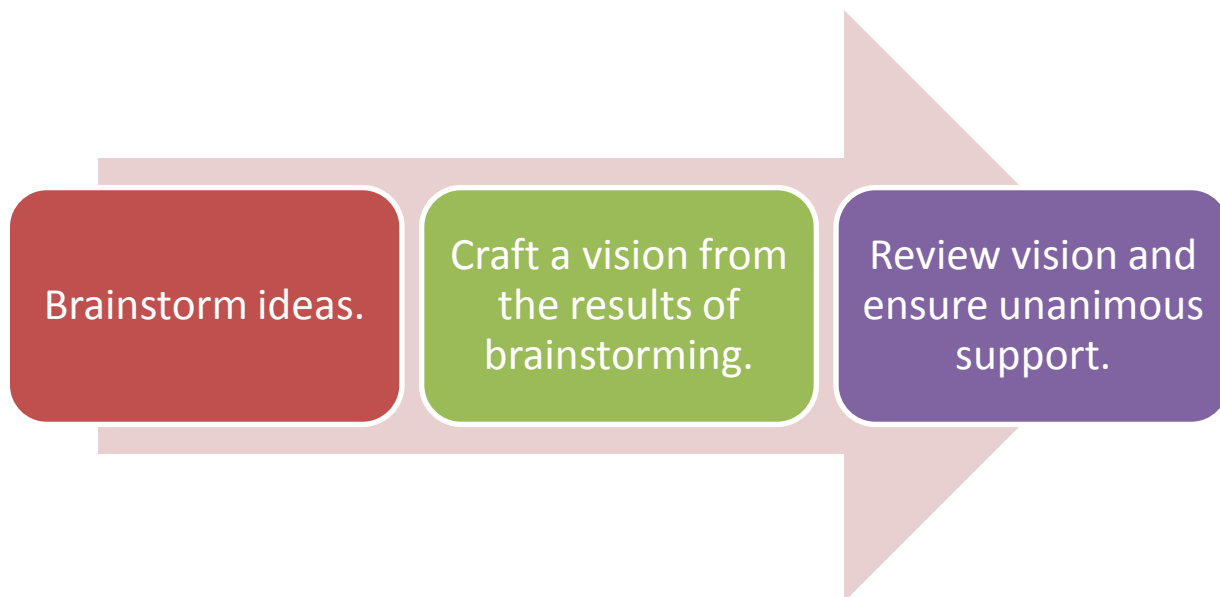 Brainstorm ideas.
Craft a vision from
the results of
brainstorming.
Review vision and
ensure unanimous
support.